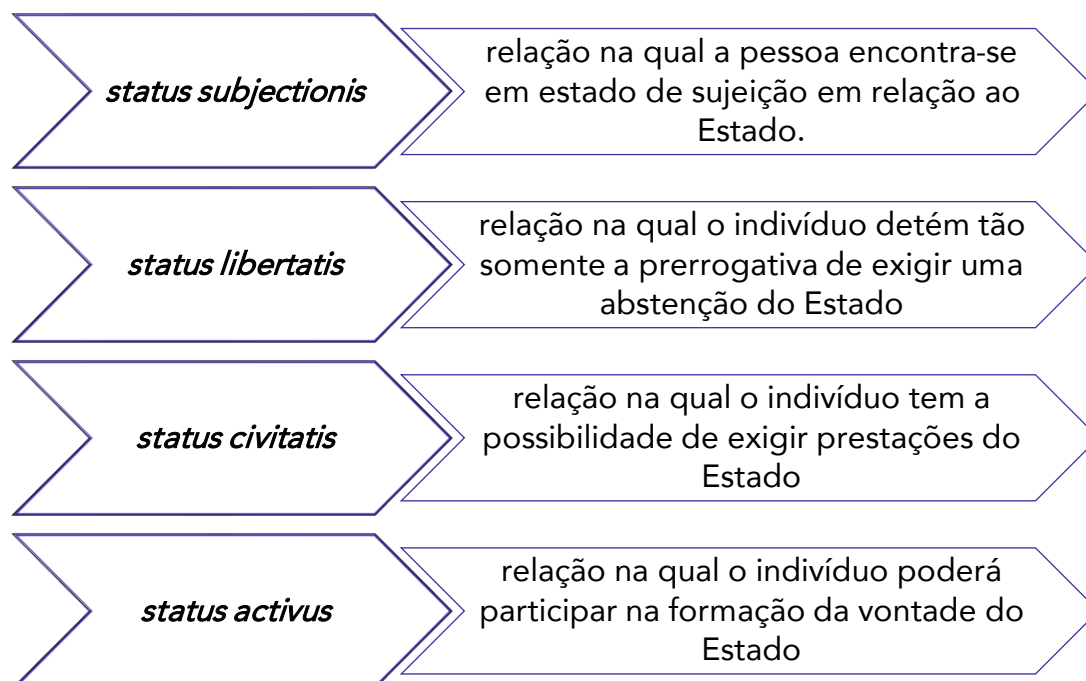 status subjectionis
relação na qual a pessoa encontra-se
em estado de sujeição em relação ao
Estado.
status libertatis
relação na qual o indivíduo detém tão
somente a prerrogativa de exigir uma
abstenção do Estado
status civitatis
relação na qual o indivíduo tem a
possibilidade de exigir prestações do
Estado
status activus
relação na qual o indivíduo poderá
participar na formação da vontade do
Estado